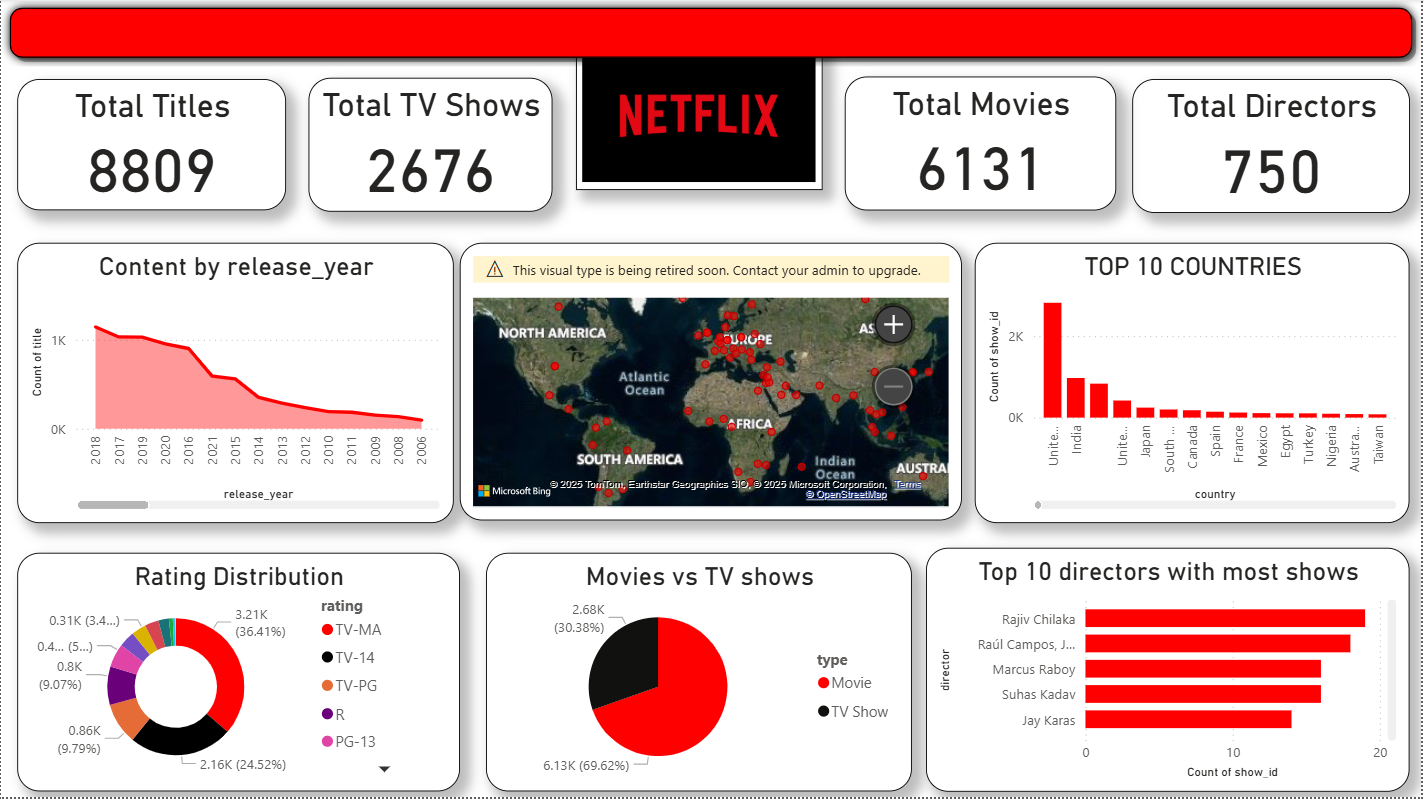 Total Titles
8809
Total TV Shows
2676
NETFLIX
Total Movies
6131
Total Directors
750
Content by release_year
Count of title
1K
0K
2018
2017
2019
2020
2016
2021
2015
2014
2013
2012
2010
2011
2009
2008
2006
release_year
This visual type is being retired soon. Contact your admin to upgrade.
NORTH AMERICA
EUROPE
AS
Atlantic
Ocean
AFRICA
SOUTH AMERICA
Indian
Ocean
AUSTRA
Microsoft Bing
© 2025 TomTom, Earthstar Geographics SIO, © 2025 Microsoft Corporation, Terms
© OpenStreetMap
TOP 10 COUNTRIES
Count of show_id
2K
0K
Unite...
India
Unite...
Japan
South ...
Canada
Spain
France
Mexico
Egypt
Turkey
Nigeria
Austra...
Taiwan
country
Rating Distribution
0.31K (3.4...)
0.4... (5...)
0.8K
(9.07%)
0.86K
(9.79%)
3.21K
(36.41%)
2.16K (24.52%)
rating
TV-MA
TV-14
TV-PG
R
PG-13
Movies vs TV shows
2.68K
(30.38%)
6.13K (69.62%)
type
Movie
TV Show
Top 10 directors with most shows
director
Rajiv Chilaka
Raúl Campos, J...
Marcus Raboy
Suhas Kadav
Jay Karas
0
10
20
Count of show_id